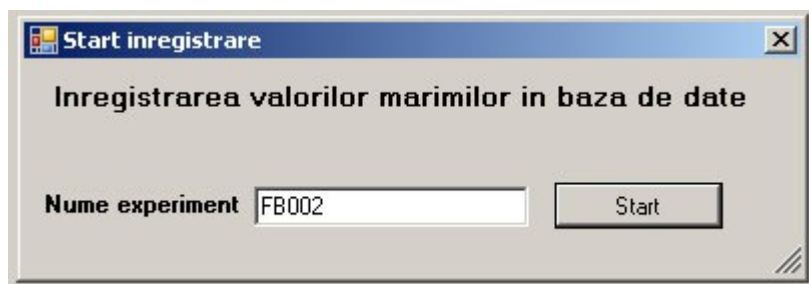 Start inregistrare
Inregistrarea valorilor marimilor in baza de date
Nume experiment FB002 Start